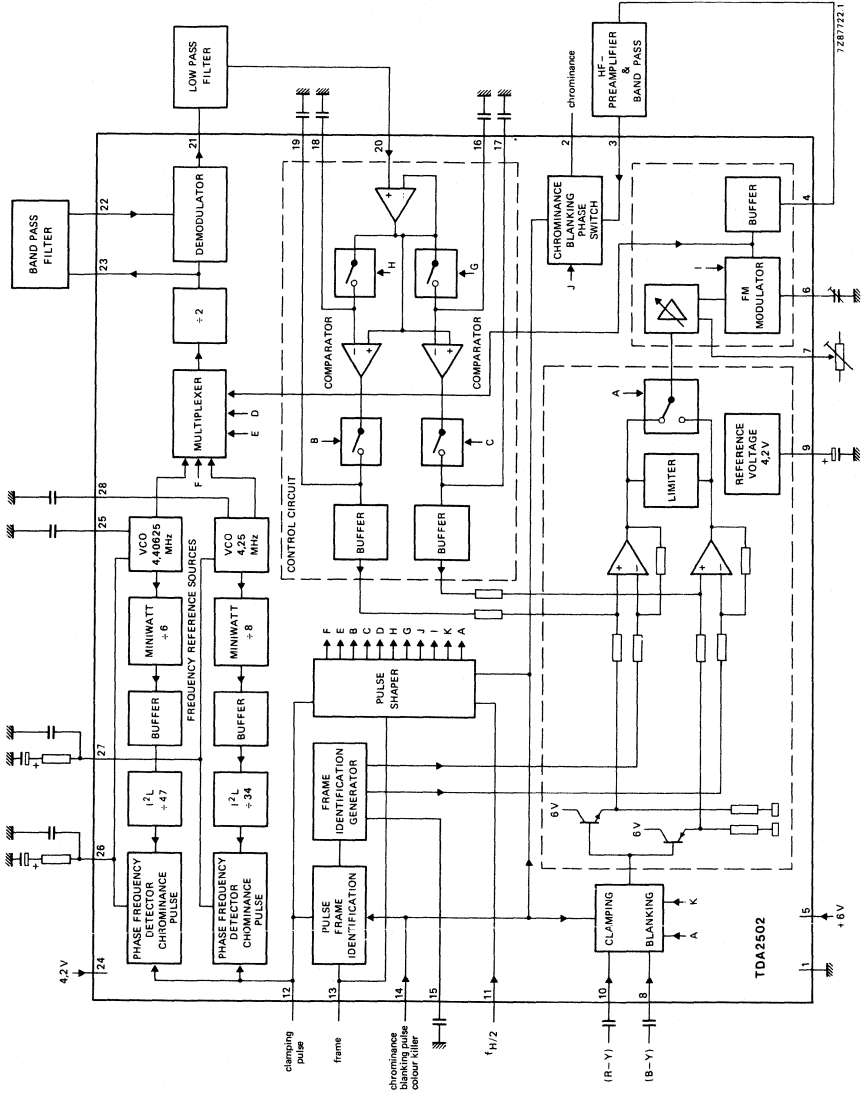 24
4,2 V
26
27
25
28
23
22
21
BAND PASS
FILTER
LOW PASS
FILTER
PHASE FREQUENCY
DETECTOR
CHROMINANCE
PULSE
I²L
÷47
BUFFER
MINIWATT
÷6
VCO
4,40625
MHz
FREQUENCY REFERENCE SOURCES
PHASE FREQUENCY
DETECTOR
CHOMINANCE
PULSE
I²L
÷34
BUFFER
MINIWATT
÷8
VCO
4,25
MHz
F
E
D
MULTIPLEXER
÷2
DEMODULATOR
CONTROL CIRCUIT
BUFFER
BUFFER
B
C
COMPARATOR
COMPARATOR
+
−
−
+
H
G
+
−
19
18
20
16
17
12
clamping
pulse
13
frame
14
chrominance
blanking pulse
colour killer
15
11
fH/2
PULSE
FRAME
IDENTIFICATION
FRAME
IDENTIFICATION
GENERATOR
PULSE
SHAPER
F
E
B
C
D
H
G
J
I
K
A
J
CHROMINANCE
BLANKING
PHASE
SWITCH
2
chrominance
3
HF-
PREAMPLIFIER
&
BAND PASS
10
(R-Y)
8
(B-Y)
CLAMPING
BLANKING
A
K
6 V
6 V
+
−
+
−
LIMITER
A
REFERENCE
VOLTAGE
4,2 V
I
FM
MODULATOR
BUFFER
4
TDA2502
1
5
+ 6 V
9
+
7
6
7Z87722.1